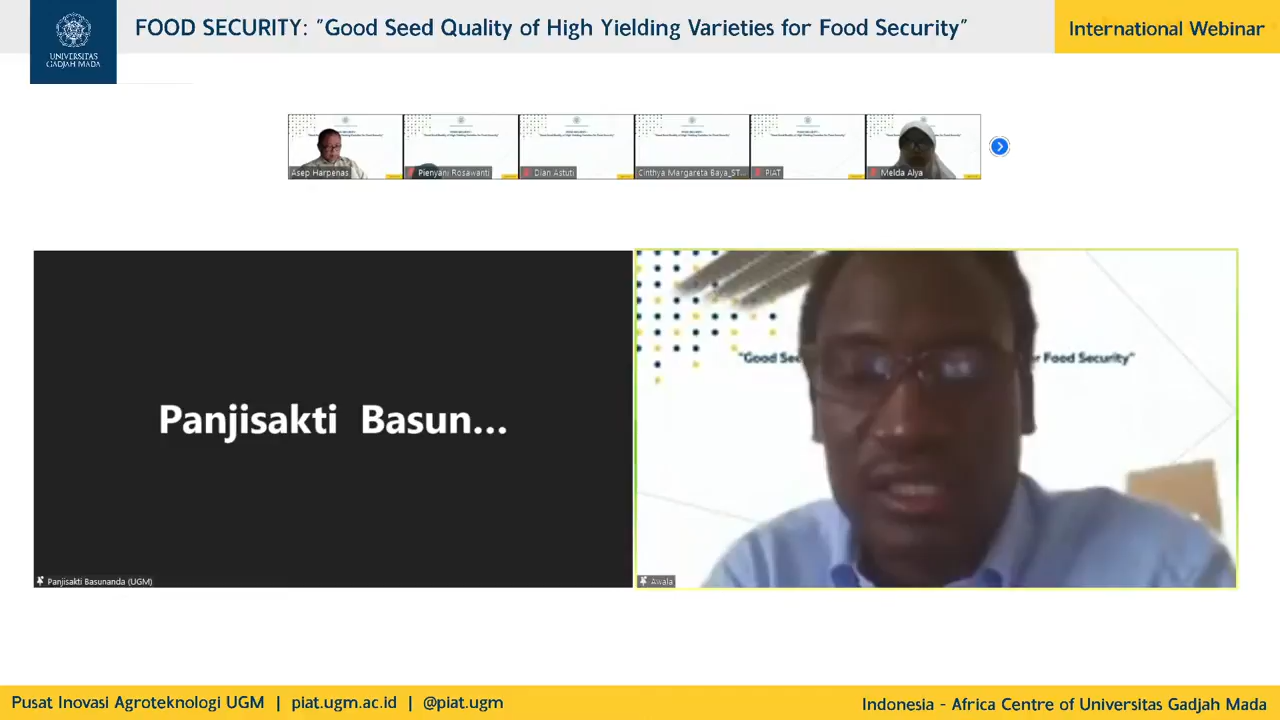 FOOD SECURITY: "Good Seed Quality of High Yielding Varieties for Food Security"
International Webinar
UNIVERSITAS
GADJAH MADA
Asep Harpenas
Pienyani Rosawanti
Dian Astuti
Cinthya Margareta Baya_ST...
PIAT
Melda Alya
Panjisakti Basun...
Panjisakti Basunanda (UGM)
"Good See
r Food Security"
Awala
Pusat Inovasi Agroteknologi UGM | piat.ugm.ac.id | @piat.ugm
Indonesia - Africa Centre of Universitas Gadjah Mada